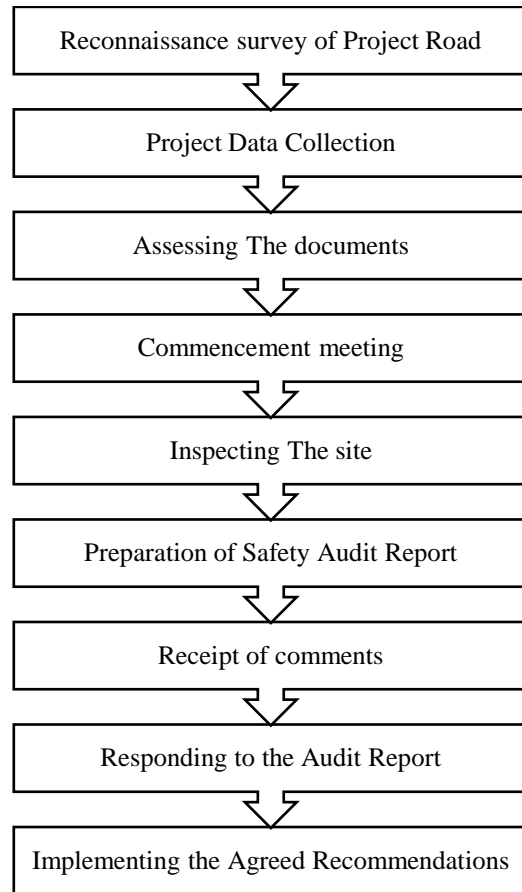 Reconnaissance survey of Project Road
Project Data Collection
Assessing The documents
Commencement meeting
Inspecting The site
Preparation of Safety Audit Report
Receipt of comments
Responding to the Audit Report
Implementing the Agreed Recommendations